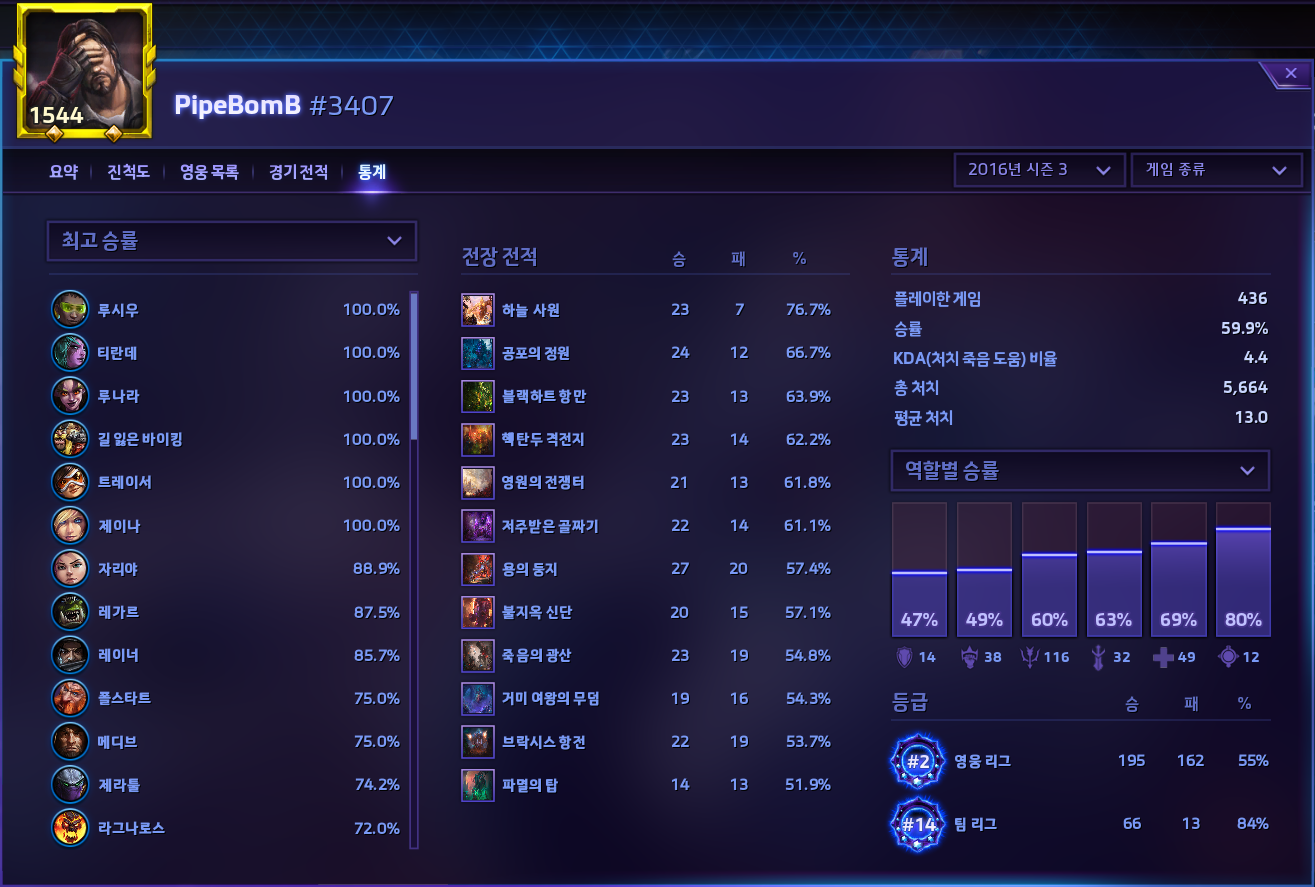 1544
PipeBomB #3407
요약 진척도 영웅 목록 경기 전적 통계
2016년 시즌 3 게임 종류
최고 승률
루시우 100.0%
티란데 100.0%
루나라 100.0%
길 잃은 바이킹 100.0%
트레이서 100.0%
제이나 100.0%
자리야 88.9%
레가르 87.5%
레이너 85.7%
폴스타트 75.0%
메디브 75.0%
제라툴 74.2%
라그나로스 72.0%
전장 전적 승 패 %
하늘 사원 23 7 76.7%
공포의 정원 24 12 66.7%
블랙하트 항만 23 13 63.9%
핵탄두 격전지 23 14 62.2%
영원의 전쟁터 21 13 61.8%
저주받은 골짜기 22 14 61.1%
용의 둥지 27 20 57.4%
불지옥 신단 20 15 57.1%
죽음의 광산 23 19 54.8%
거미 여왕의 무덤 19 16 54.3%
브락시스 항전 22 19 53.7%
파멸의 탑 14 13 51.9%
통계
플레이한 게임 436
승률 59.9%
KDA(처치 죽음 도움) 비율 4.4
총 처치 5,664
평균 처치 13.0
역할별 승률
47% 49% 60% 63% 69% 80%
14 38 116 32 49 12
등급 승 패 %
#2 영웅 리그 195 162 55%
#14 팀 리그 66 13 84%